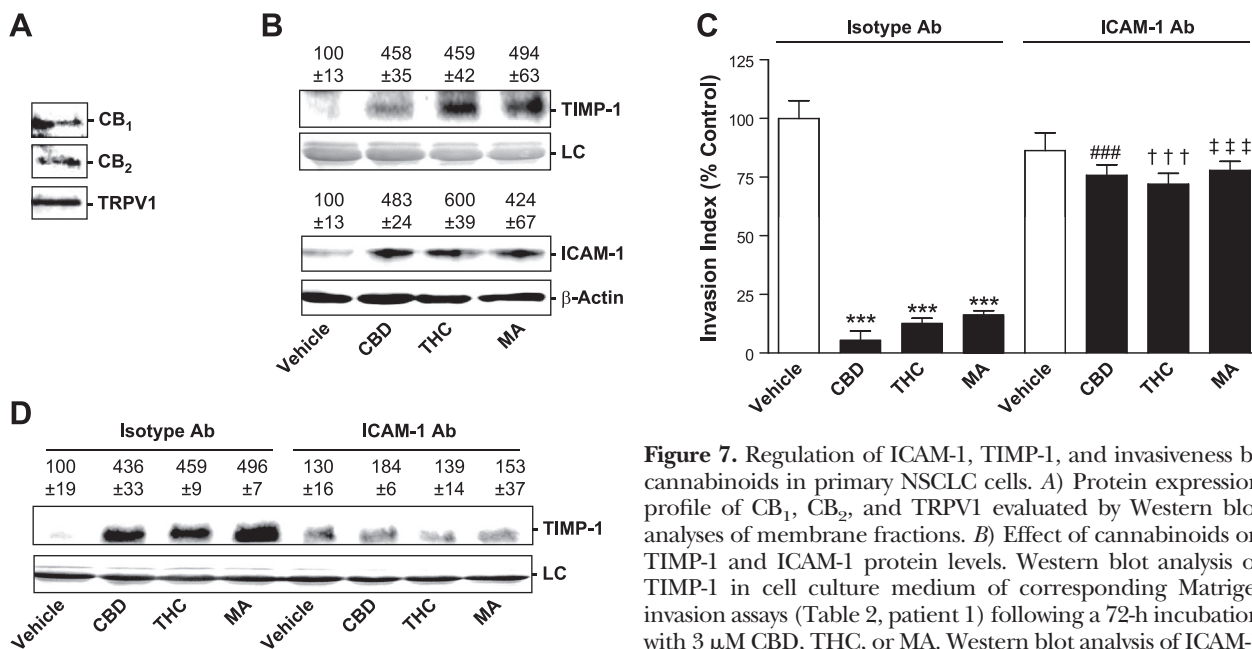 A
CB₁
CB₂
TRPV1
B
100 458 459 494
±13 ±35 ±42 ±63
TIMP-1
LC
100 483 600 424
±13 ±24 ±39 ±67
ICAM-1
β-Actin
Vehicle CBD THC MA
C
Isotype Ab ICAM-1 Ab
Invasion Index (% Control)
125
100
75
50
25
0
*** *** ***
### ††† ‡‡‡
Vehicle CBD THC MA Vehicle CBD THC MA
D
Isotype Ab ICAM-1 Ab
100 436 459 496 130 184 139 153
±19 ±33 ±9 ±7 ±16 ±6 ±14 ±37
TIMP-1
LC
Vehicle CBD THC MA Vehicle CBD THC MA
Figure 7. Regulation of ICAM-1, TIMP-1, and invasiveness b
cannabinoids in primary NSCLC cells. A) Protein expression
profile of CB₁, CB₂, and TRPV1 evaluated by Western blo
analyses of membrane fractions. B) Effect of cannabinoids o
TIMP-1 and ICAM-1 protein levels. Western blot analysis o
TIMP-1 in cell culture medium of corresponding Matrige
invasion assays (Table 2, patient 1) following a 72-h incubation
with 3 μM CBD, THC, or MA. Western blot analysis of ICAM-